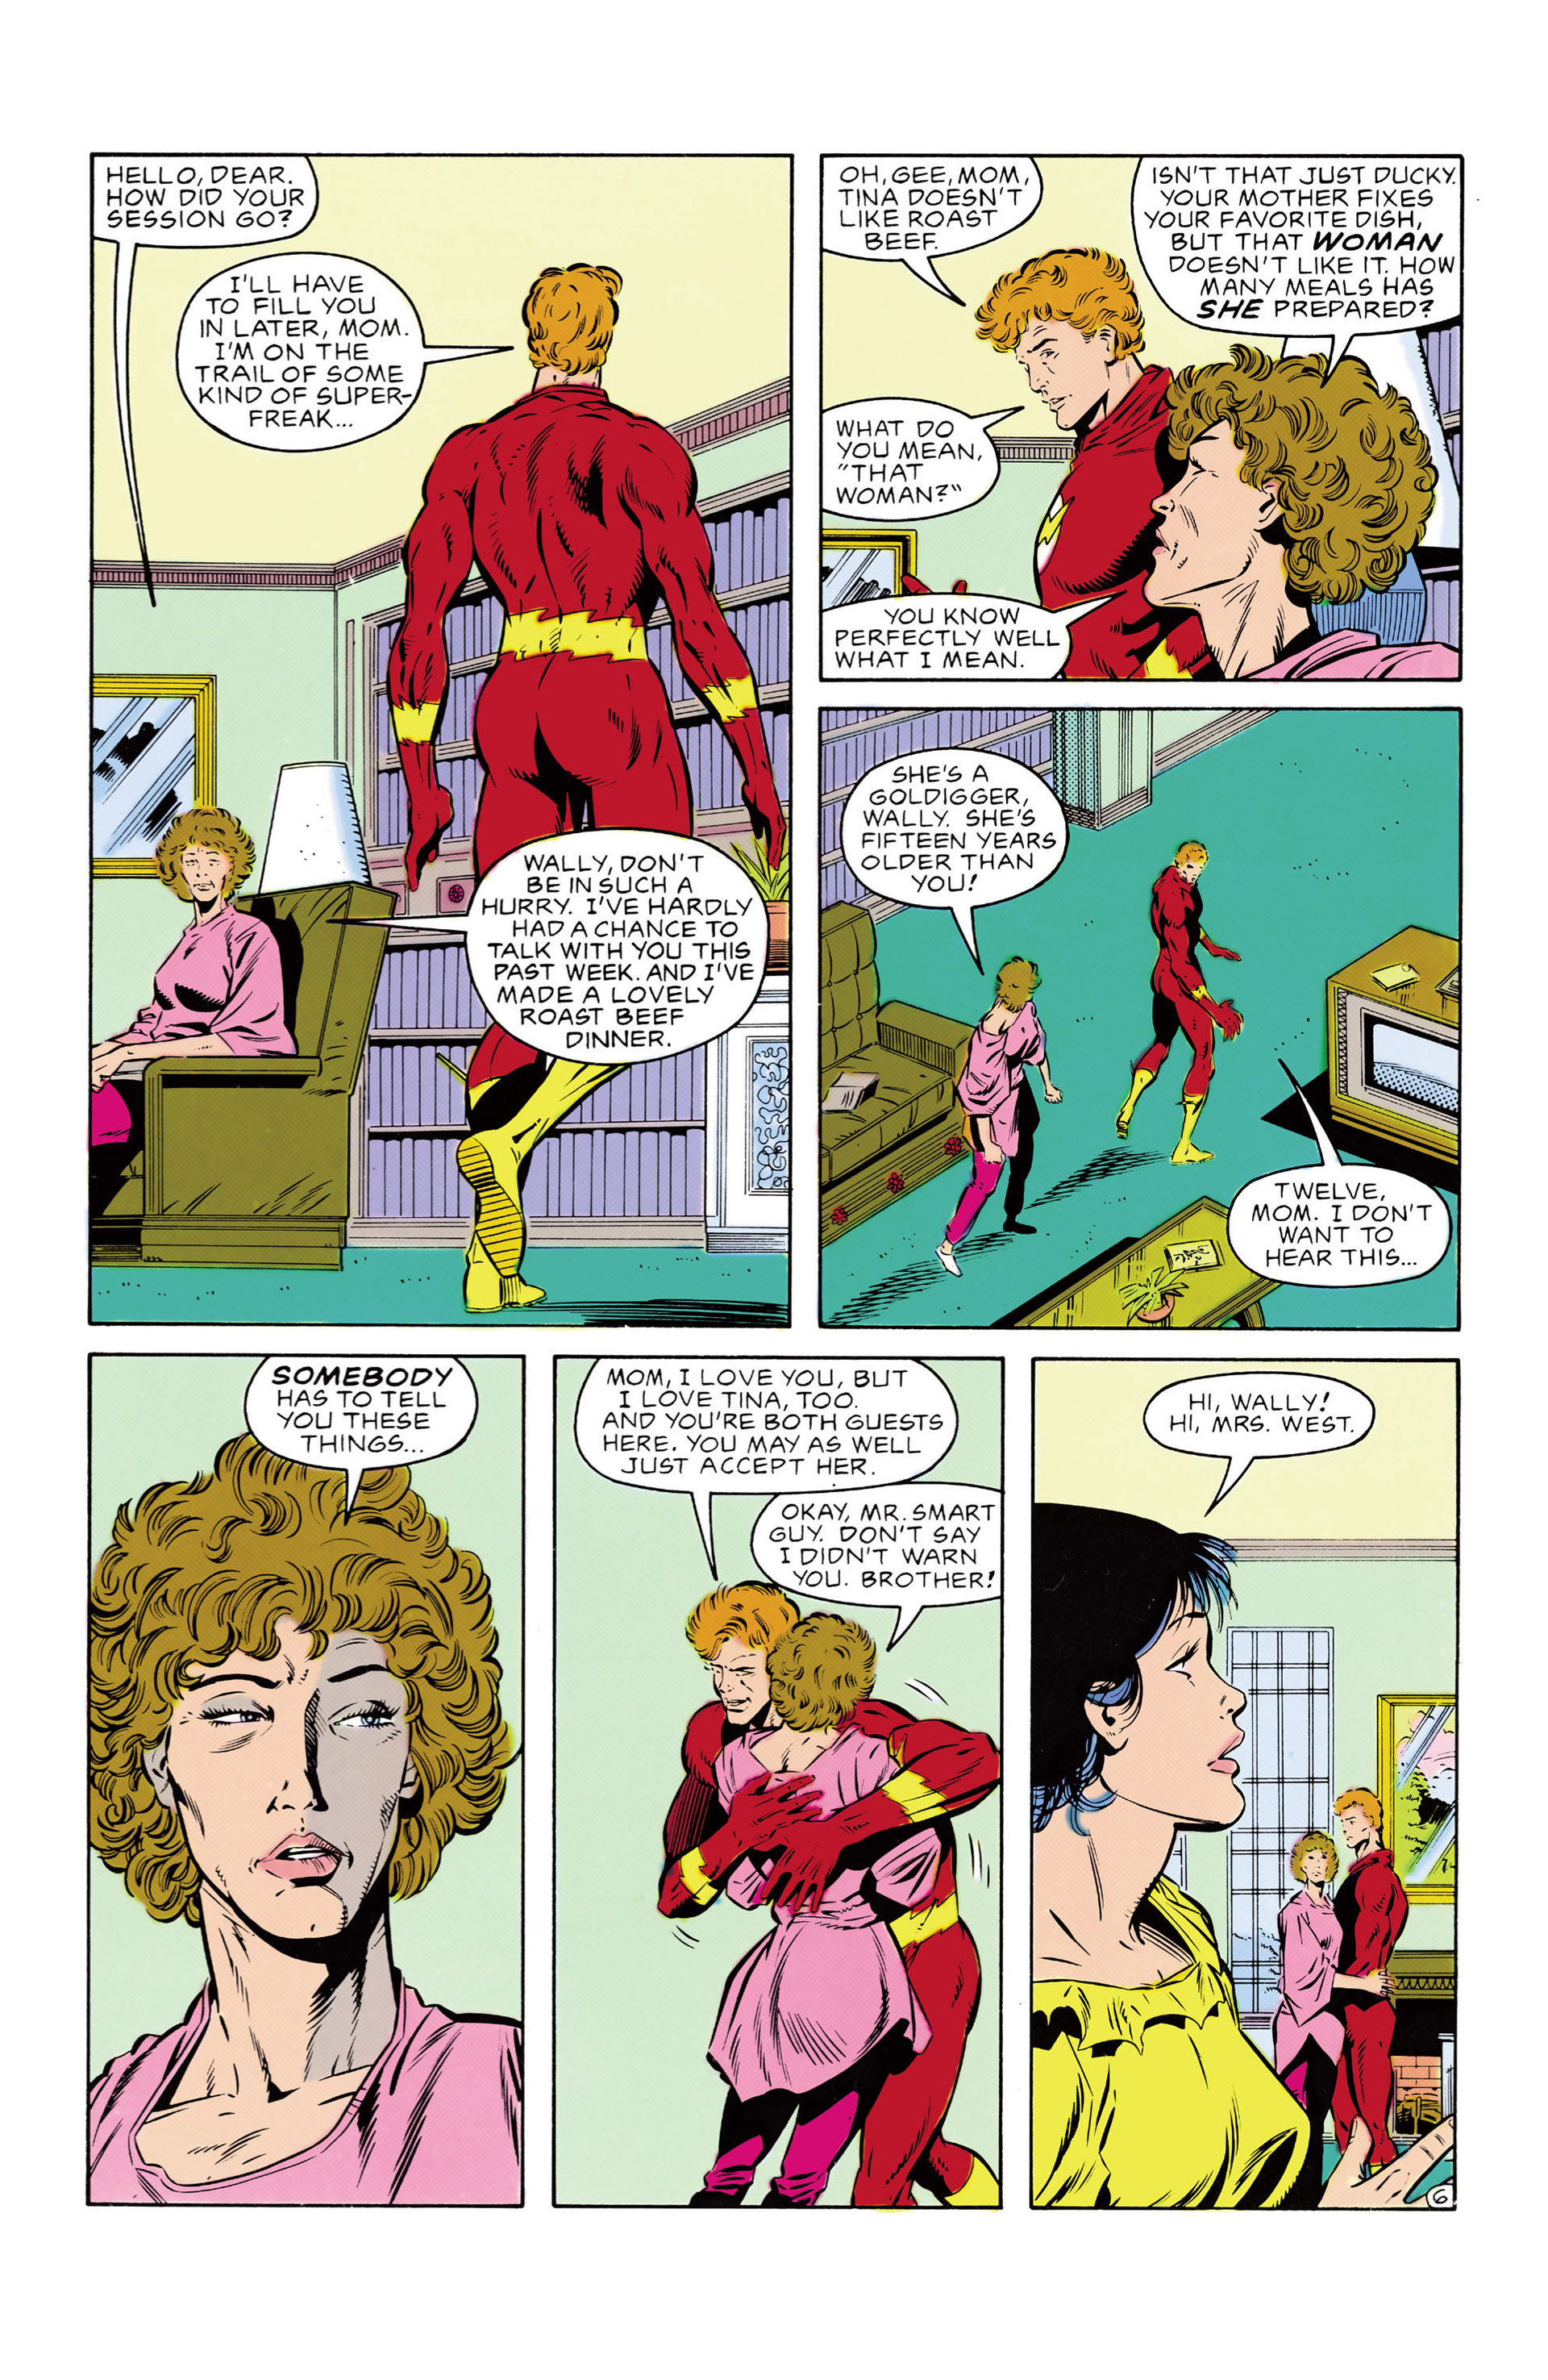 HELLO, DEAR.
HOW DID YOUR
SESSION GO?
I'LL HAVE
TO FILL YOU
IN LATER, MOM.
I'M ON THE
TRAIL OF SOME
KIND OF SUPER-
FREAK...
WALLY, DON'T
BE IN SUCH A
HURRY. I'VE HARDLY
HAD A CHANCE TO
TALK WITH YOU THIS
PAST WEEK. AND I'VE
MADE A LOVELY
ROAST BEEF
DINNER.
OH, GEE, MOM,
TINA DOESN'T
LIKE ROAST
BEEF.
ISN'T THAT JUST DUCKY.
YOUR MOTHER FIXES
YOUR FAVORITE DISH,
BUT THAT WOMAN
DOESN'T LIKE IT. HOW
MANY MEALS HAS
SHE PREPARED?
WHAT DO
YOU MEAN,
"THAT
WOMAN?"
YOU KNOW
PERFECTLY WELL
WHAT I MEAN.
SHE'S A
GOLDIGGER,
WALLY. SHE'S
FIFTEEN YEARS
OLDER THAN
YOU!
TWELVE,
MOM. I DON'T
WANT TO
HEAR THIS...
SOMEBODY
HAS TO TELL
YOU THESE
THINGS...
MOM, I LOVE YOU, BUT
I LOVE TINA, TOO.
AND YOU'RE BOTH GUESTS
HERE. YOU MAY AS WELL
JUST ACCEPT HER.
OKAY, MR. SMART
GUY. DON'T SAY
I DIDN'T WARN
YOU. BROTHER!
HI, WALLY!
HI, MRS. WEST.
6